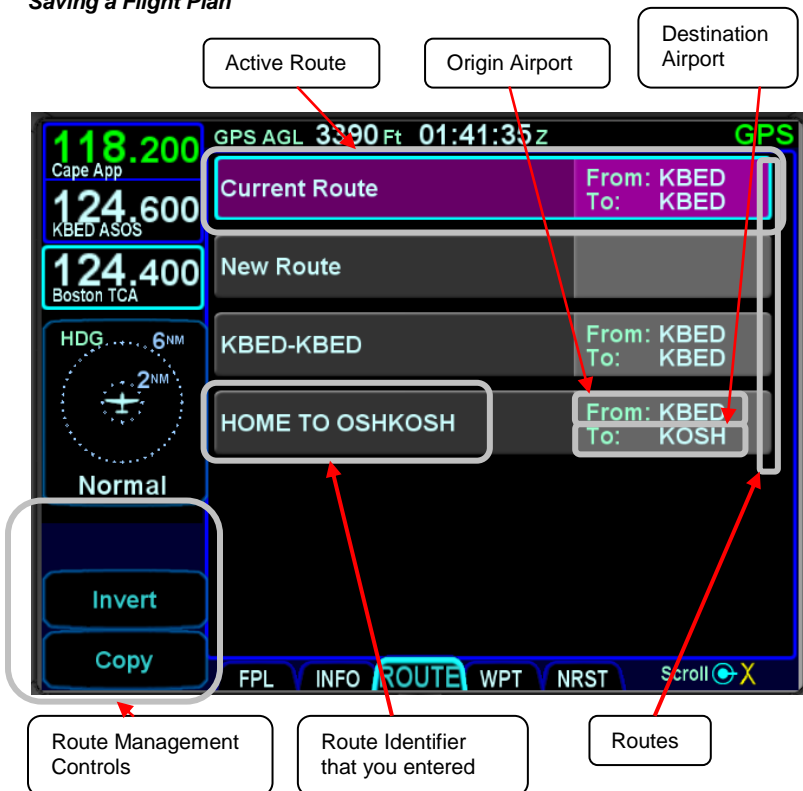 Saving a Flight Plan
Active Route
Origin Airport
Destination
Airport
118.200
Cape App
124.600
KBED ASOS
124.400
Boston TCA
GPS AGL 3390 Ft 01:41:35 Z
GPS
Current Route
From: KBED
To: KBED
New Route
KBED-KBED
From: KBED
To: KBED
HOME TO OSHKOSH
From: KBED
To: KOSH
HDG 6NM
2NM
Normal
Invert
Copy
FPL INFO ROUTE WPT NRST Scroll X
Route Management
Controls
Route Identifier
that you entered
Routes